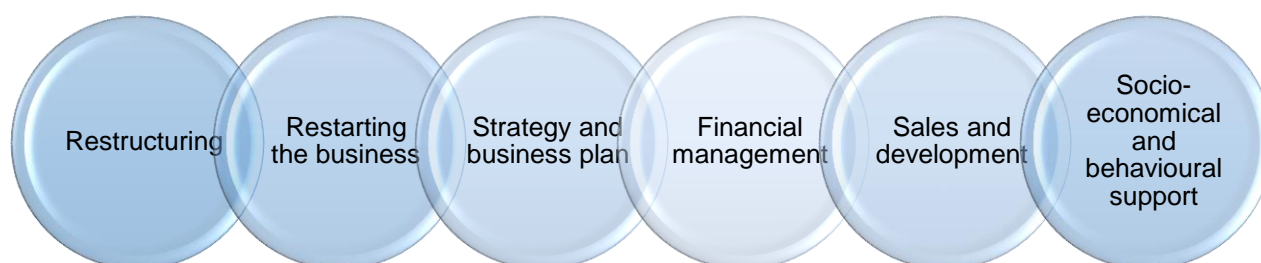 Restructuring
Restarting
the business
Strategy and
business plan
Financial
management
Sales and
development
Socio-
economical
and
behavioural
support